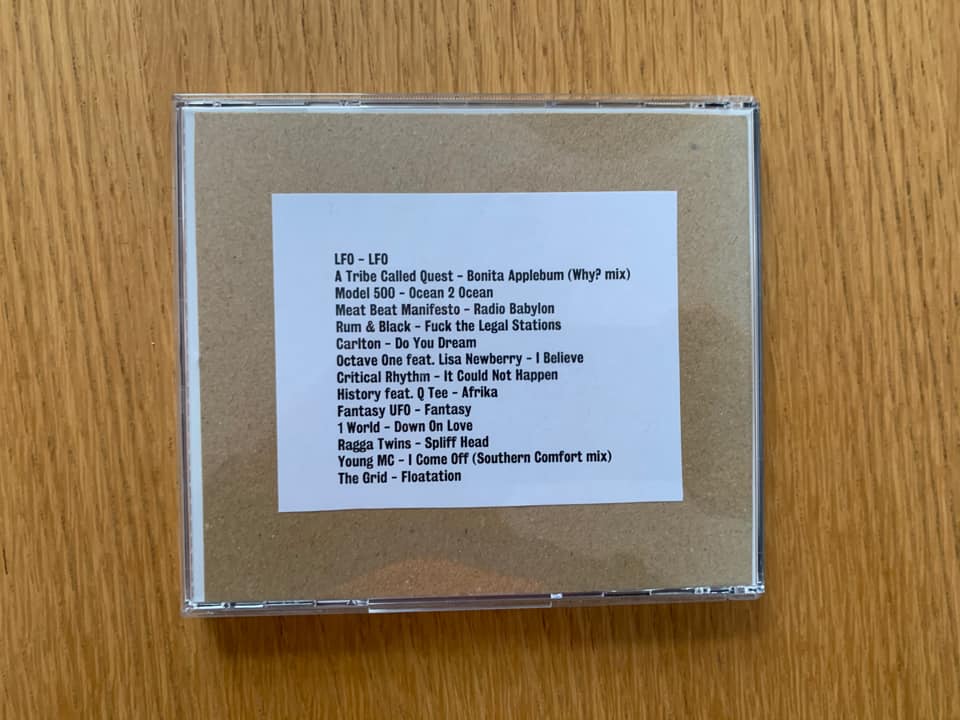 LFO - LFO
A Tribe Called Quest - Bonita Applebum (Why? mix)
Model 500 - Ocean 2 Ocean
Meat Beat Manifesto - Radio Babylon
Rum & Black - Fuck the Legal Stations
Carlton - Do You Dream
Octave One feat. Lisa Newberry - I Believe
Critical Rhythm - It Could Not Happen
History feat. Q Tee - Afrika
Fantasy UFO - Fantasy
1 World - Down On Love
Ragga Twins - Spliff Head
Young MC - I Come Off (Southern Comfort mix)
The Grid - Floatation